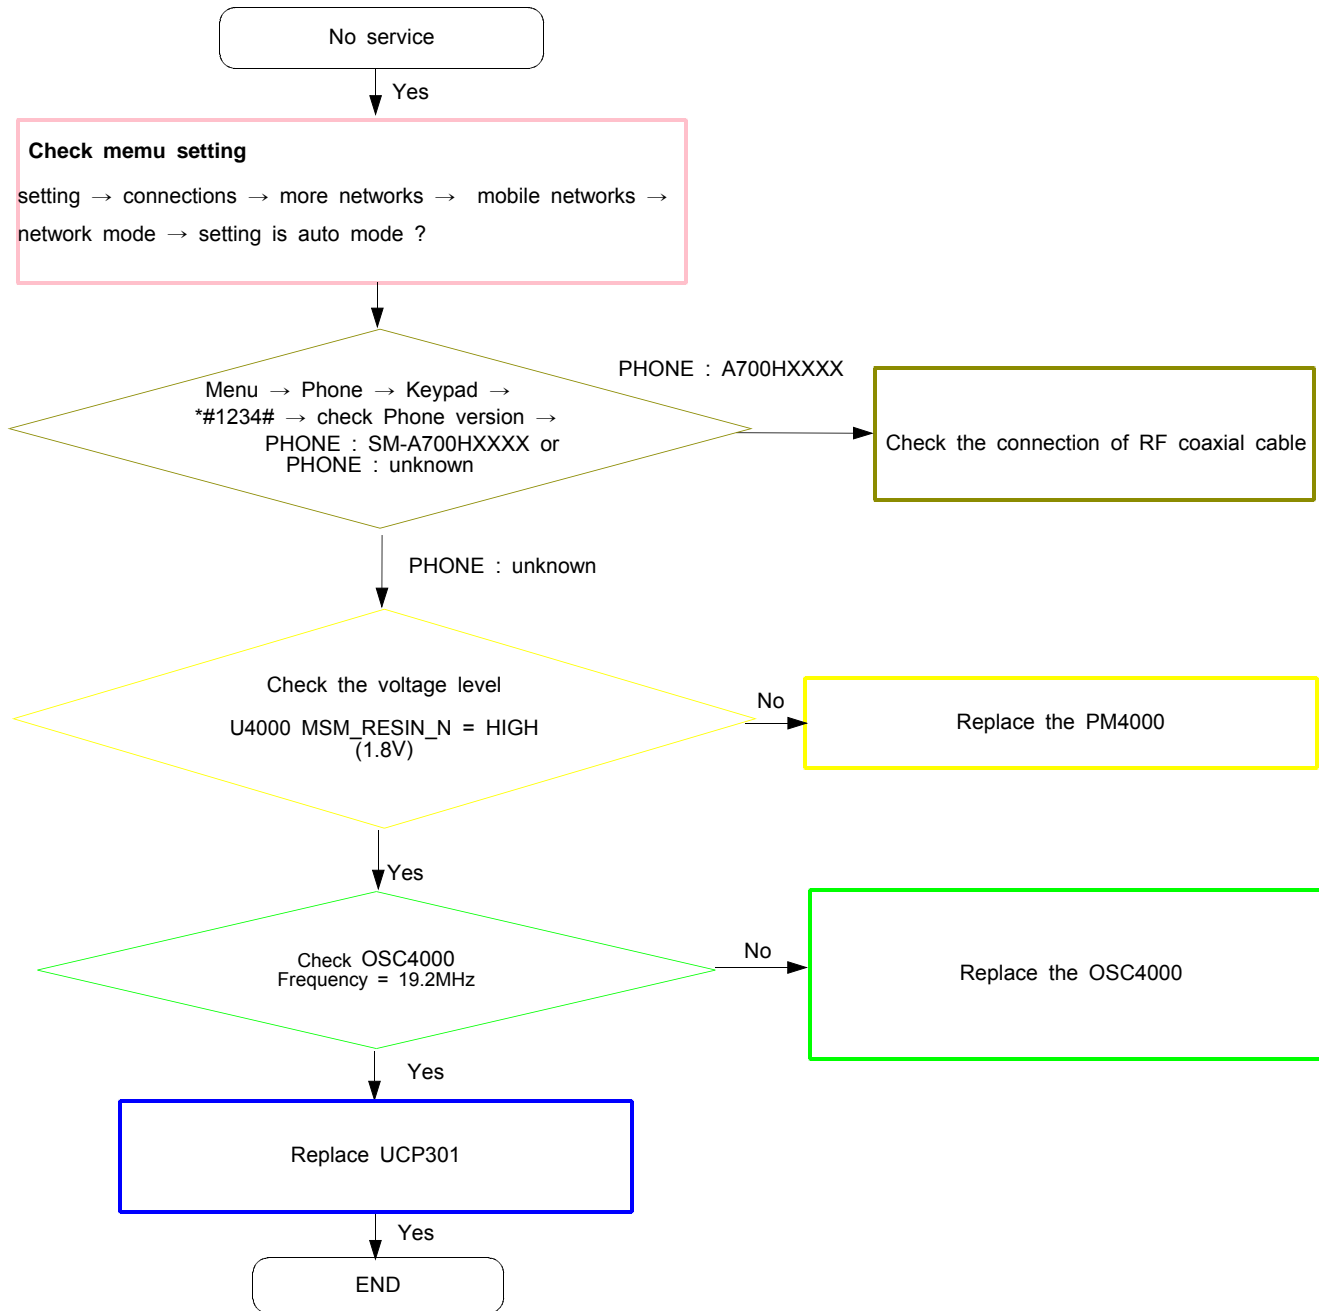 No service
Yes
Check memu setting
setting → connections → more networks → mobile networks →
network mode → setting is auto mode ?
PHONE : A700HXXXX
Menu → Phone → Keypad →
*#1234# → check Phone version →
PHONE : SM-A700HXXXX or
PHONE : unknown
Check the connection of RF coaxial cable
PHONE : unknown
Check the voltage level
U4000 MSM_RESIN_N = HIGH
(1.8V)
No
Replace the PM4000
Yes
Check OSC4000
Frequency = 19.2MHz
No
Replace the OSC4000
Yes
Replace UCP301
Yes
END